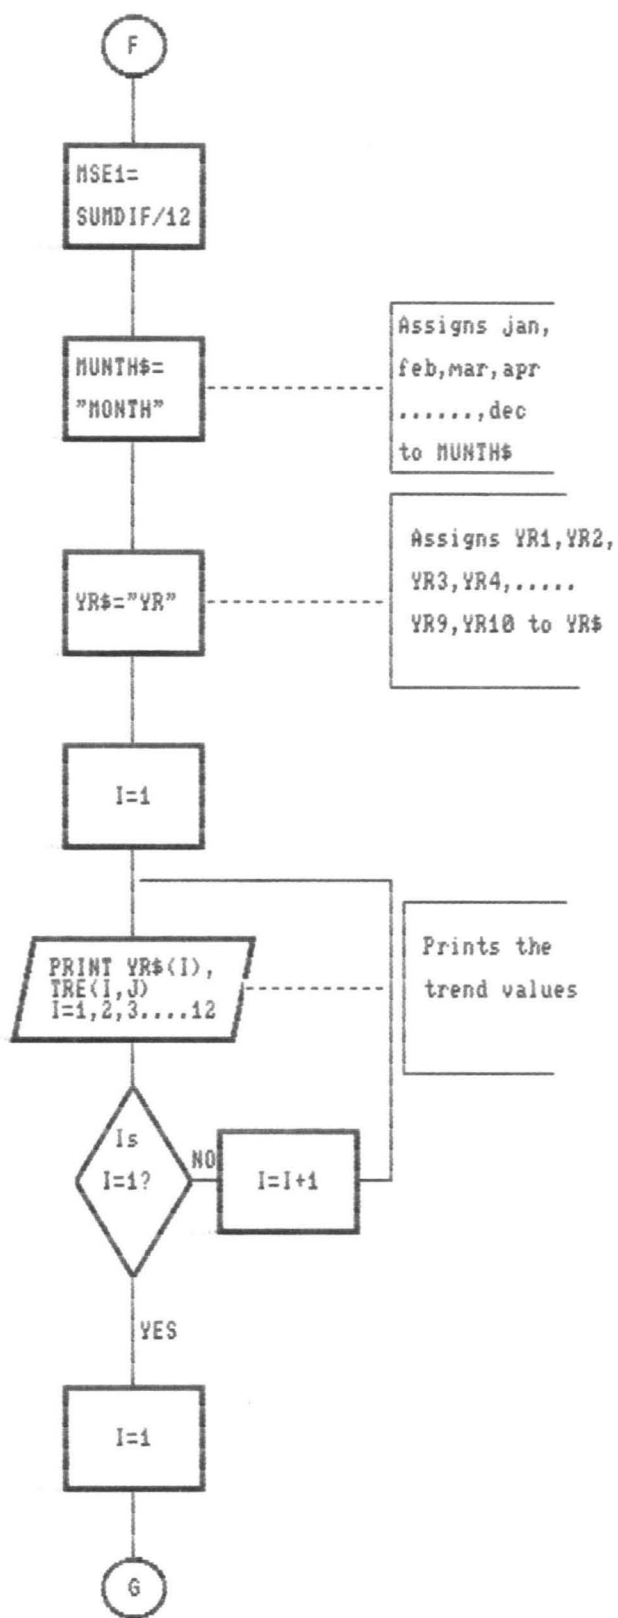 F
MSE1=
SUMDIF/12
MUNTH$=
"MONTH"
Assigns jan,
feb,mar,apr
......,dec
to MUNTH$
YR$="YR"
Assigns YR1,YR2,
YR3,YR4,.....
YR9,YR10 to YR$
I=1
PRINT YR$(I),
TRE(I,J)
I=1,2,3....12
Prints the
trend values
Is
I=1?
NO
I=I+1
YES
I=1
G